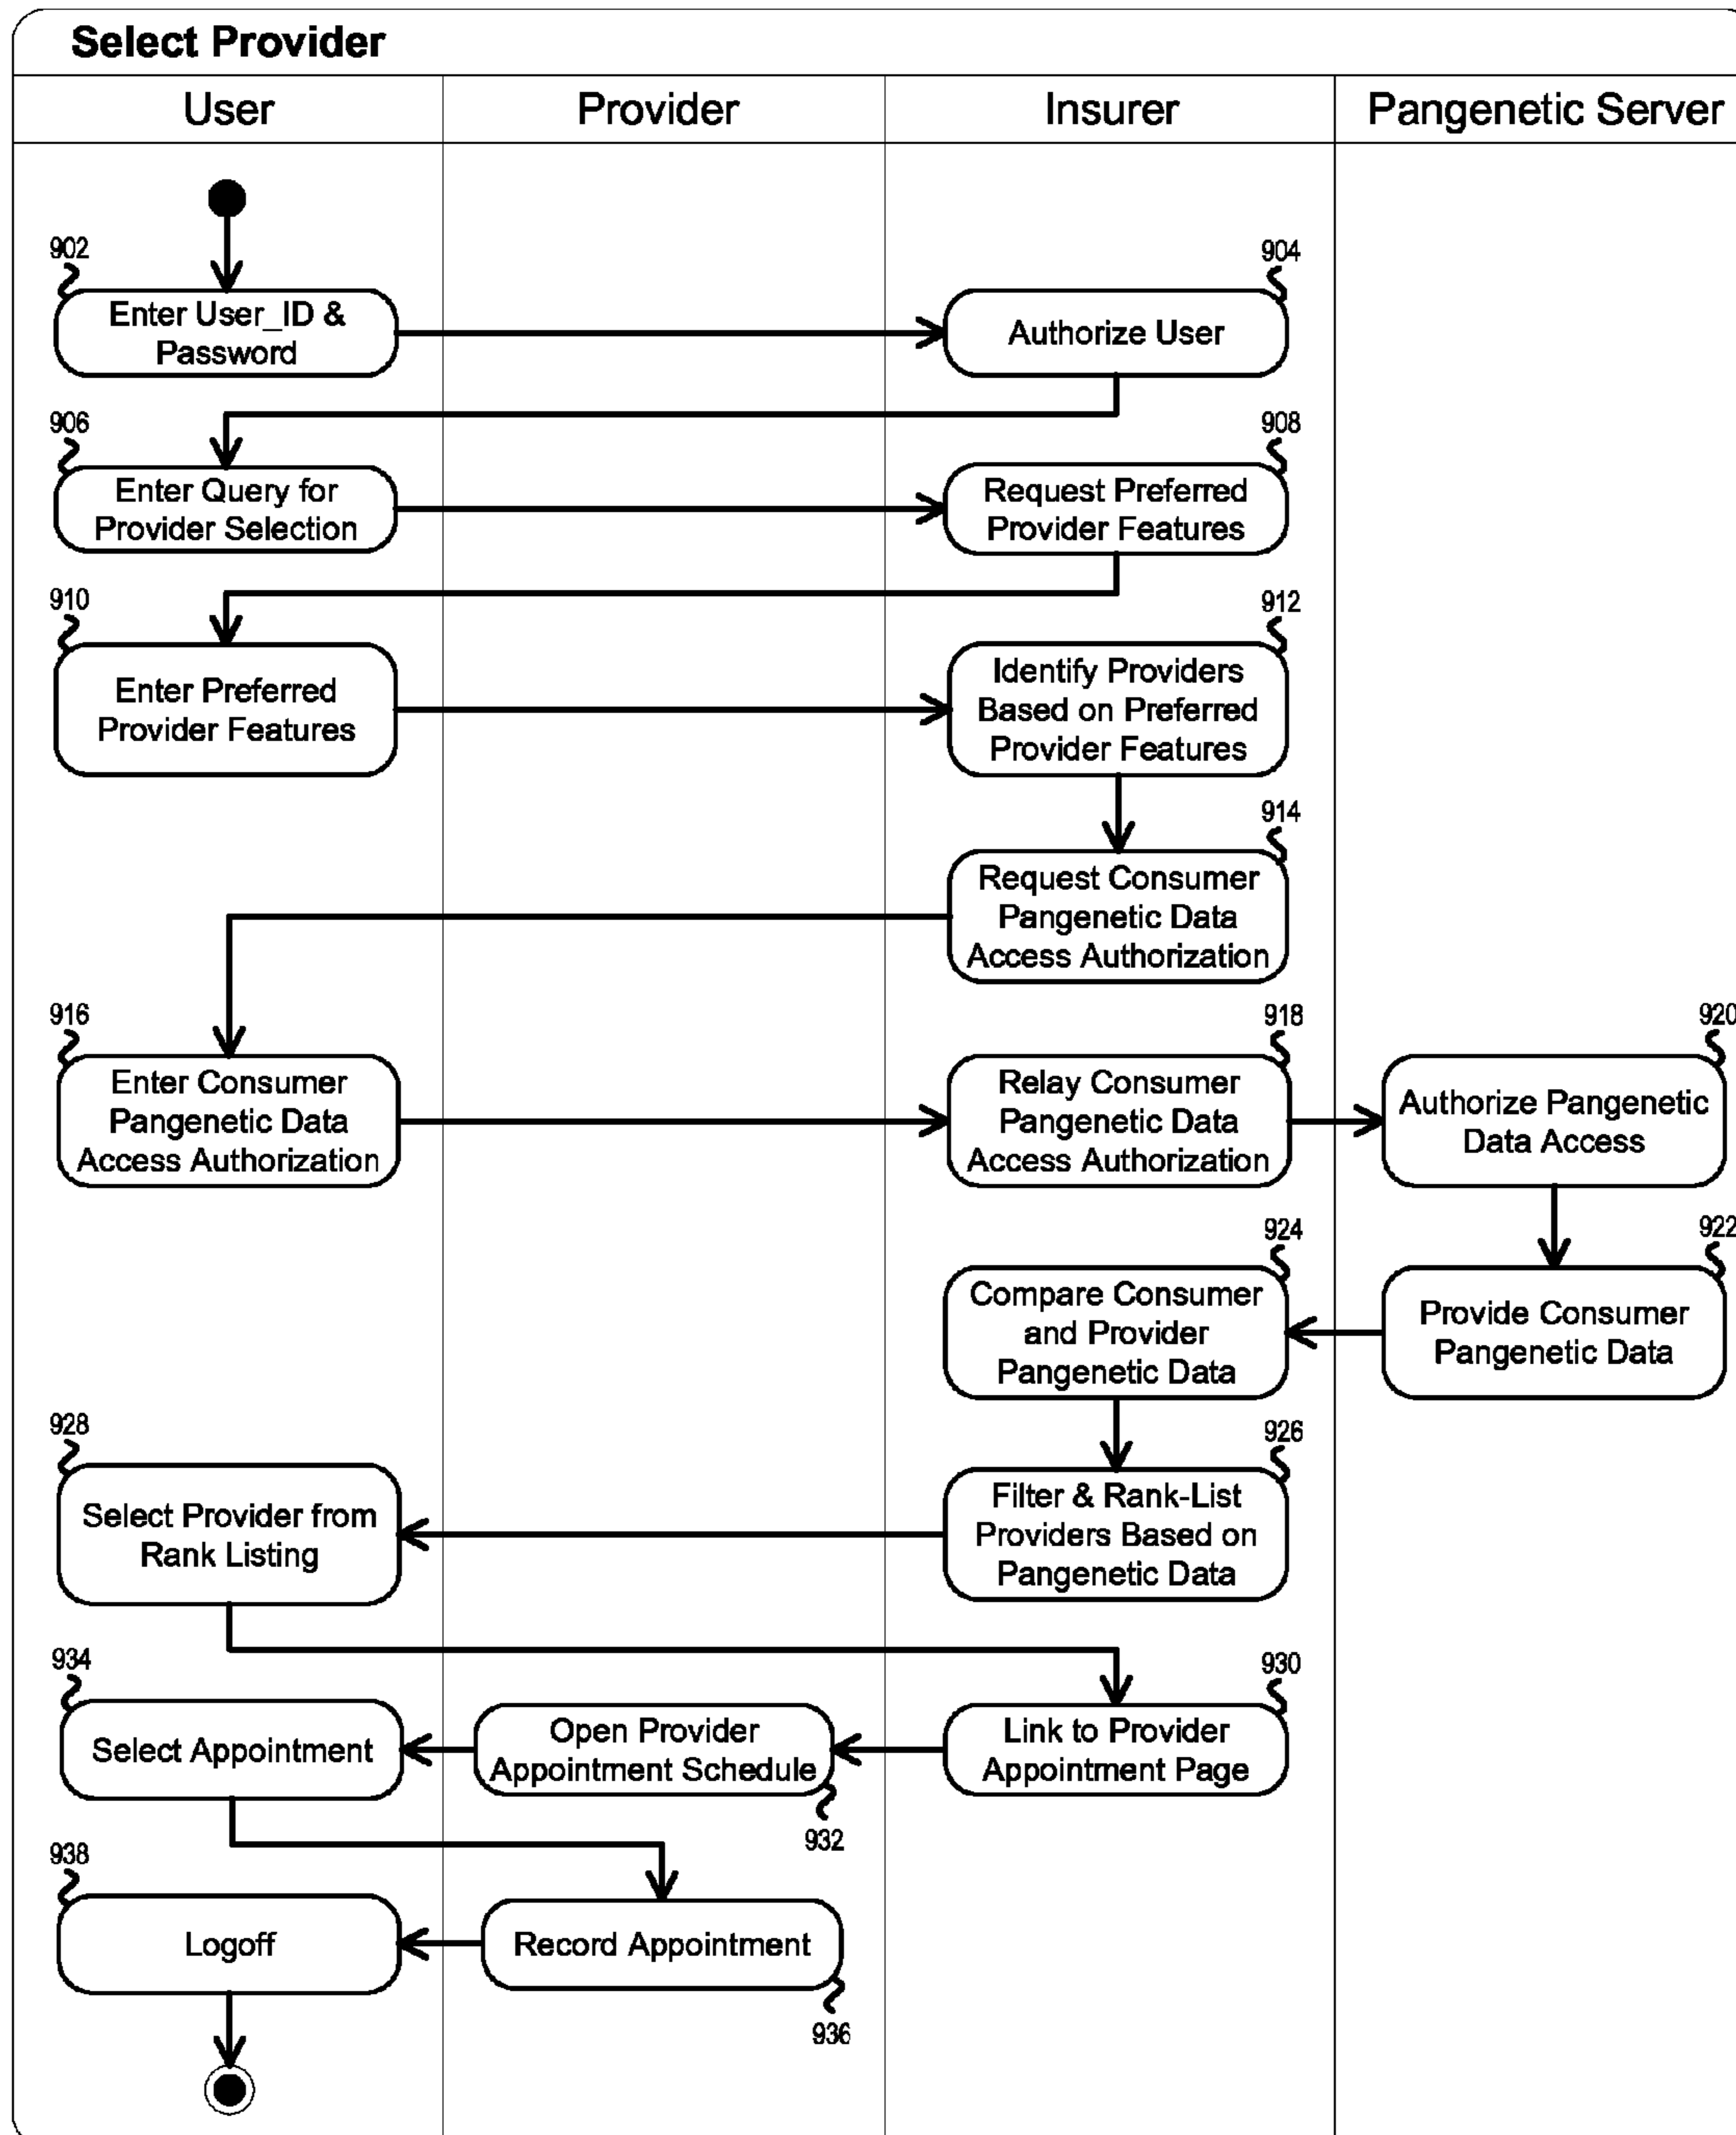 Select Provider
User
Provider
Insurer
Pangenetic Server
902
Enter User_ID &
Password
904
Authorize User
906
Enter Query for
Provider Selection
908
Request Preferred
Provider Features
910
Enter Preferred
Provider Features
912
Identify Providers
Based on Preferred
Provider Features
914
Request Consumer
Pangenetic Data
Access Authorization
916
Enter Consumer
Pangenetic Data
Access Authorization
918
Relay Consumer
Pangenetic Data
Access Authorization
920
Authorize Pangenetic
Data Access
922
Provide Consumer
Pangenetic Data
924
Compare Consumer
and Provider
Pangenetic Data
926
Filter & Rank-List
Providers Based on
Pangenetic Data
928
Select Provider from
Rank Listing
930
Link to Provider
Appointment Page
Open Provider
Appointment Schedule
932
934
Select Appointment
Record Appointment
936
938
Logoff